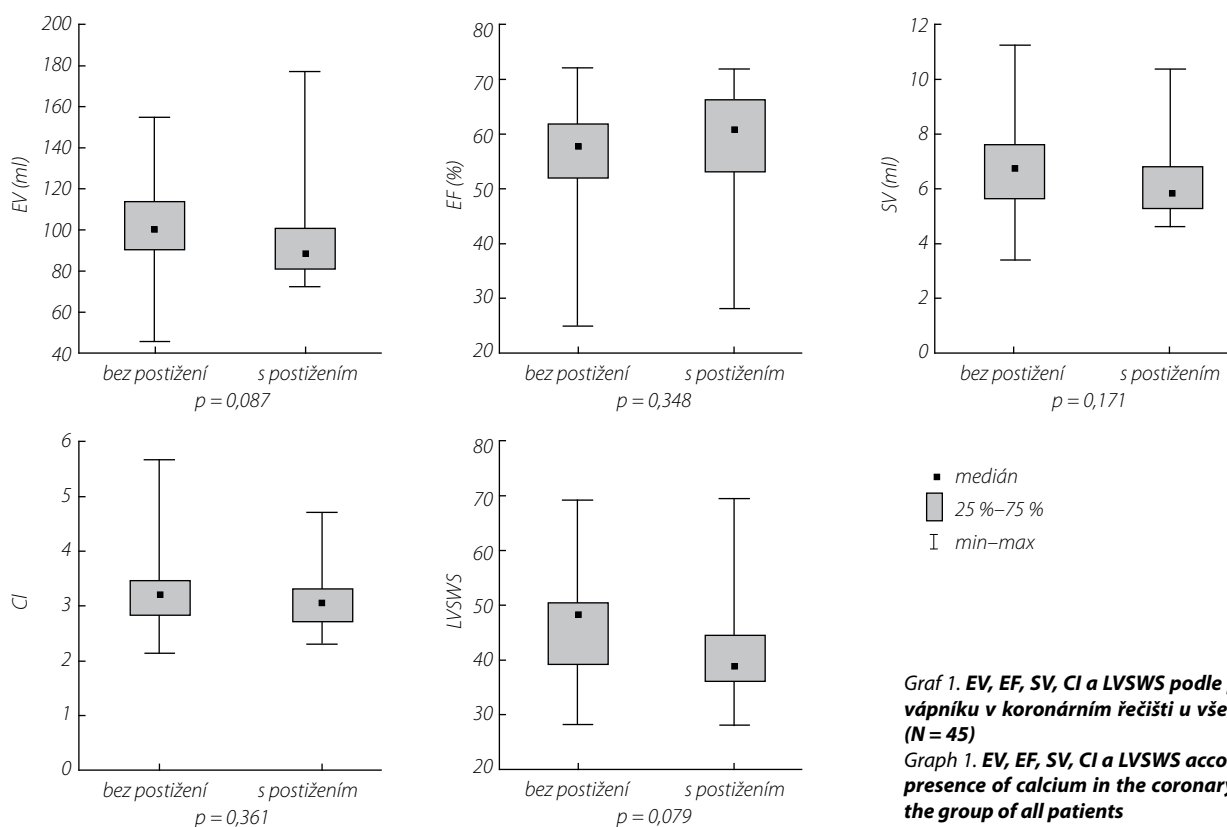 200
180
160
140
120
100
80
60
40
EV (ml)
bez postižení s postižením
p = 0,087
80
70
60
50
40
30
20
EF (%)
bez postižení s postižením
p = 0,348
12
10
8
6
4
2
0
SV (ml)
bez postižení s postižením
p = 0,171
6
5
4
3
2
1
0
CI
bez postižení s postižením
p = 0,361
80
70
60
50
40
30
20
LVSWS
bez postižení s postižením
p = 0,079
medián
25 %–75 %
min–max
Graf 1. EV, EF, SV, CI a LVSWS podle
vápníku v koronárním řečišti u
(N = 45)
Graph 1. EV, EF, SV, CI a LVSWS
presence of calcium in the coronary
the group of all patients